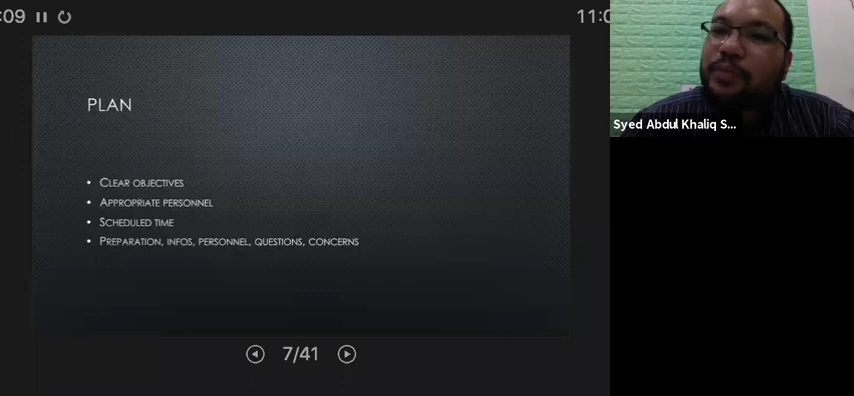 :09
11:0
PLAN
• CLEAR OBJECTIVES
• APPROPRIATE PERSONNEL
• SCHEDULED TIME
• PREPARATION, INFOS, PERSONNEL, QUESTIONS, CONCERNS
7/41
Syed Abdul Khaliq S...